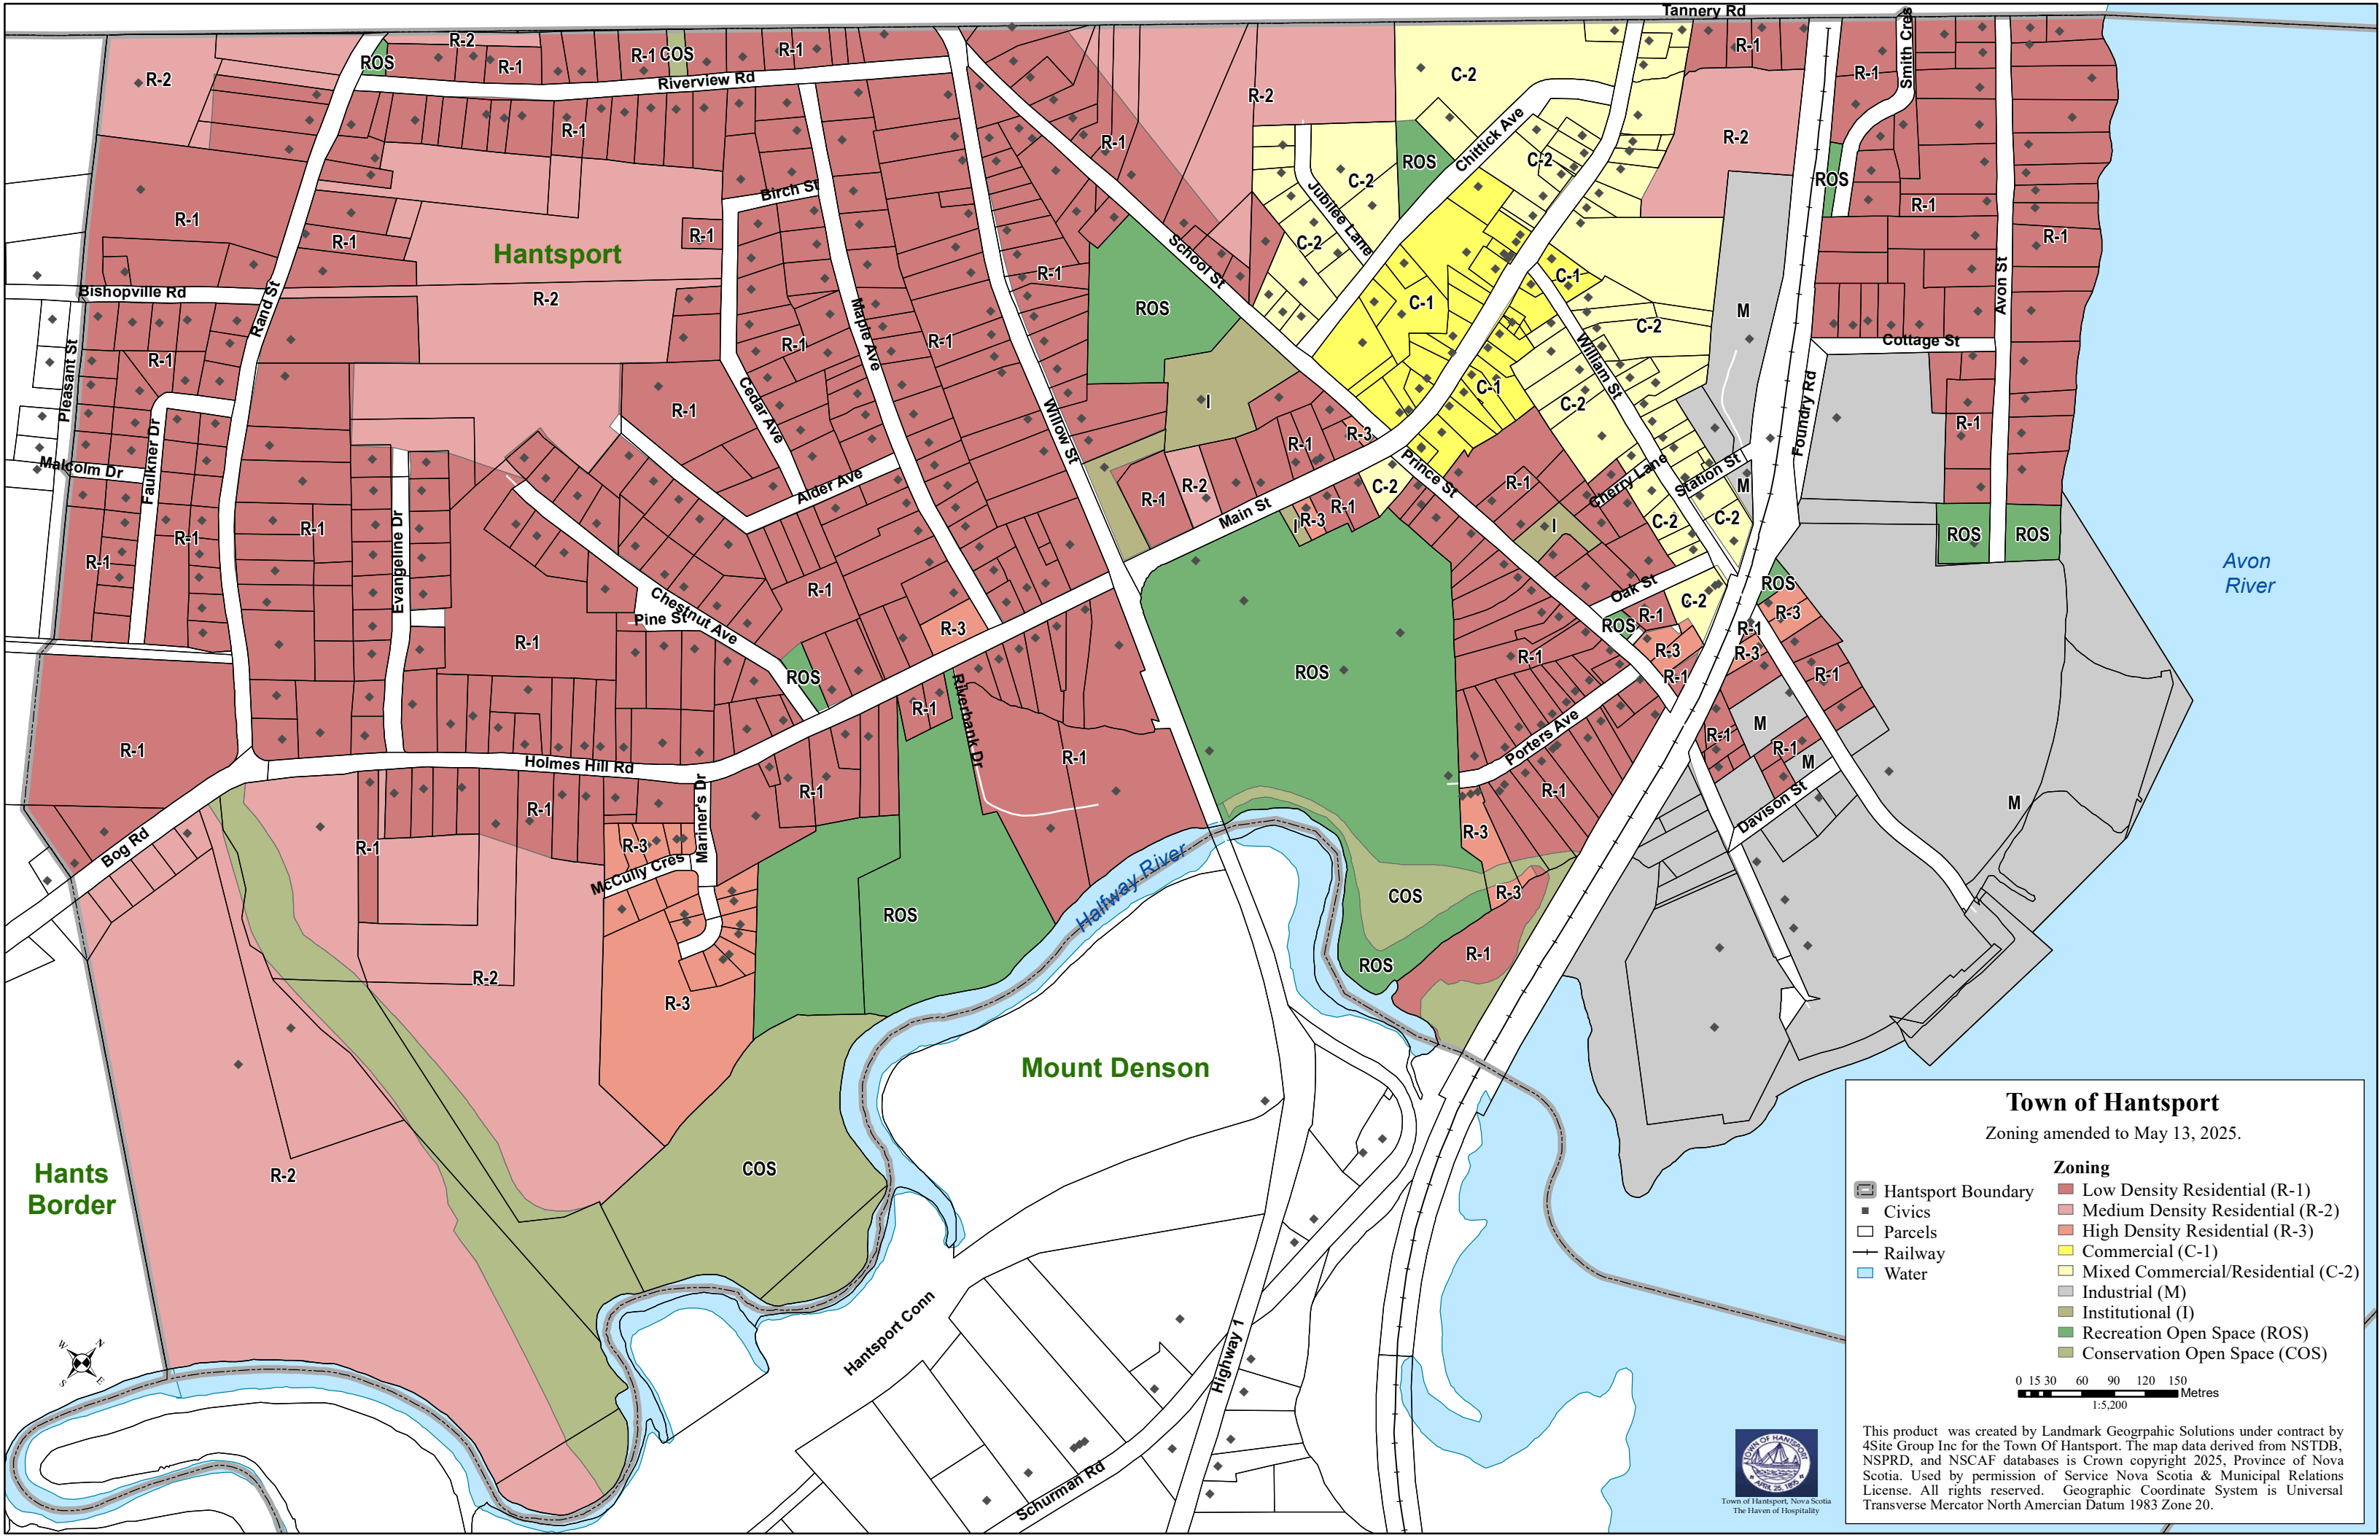 Tannery Rd
Smith Cres
R-2
ROS
R-2
R-1
R-1
COS
R-1
Riverview Rd
R-1
R-1
R-2
C-2
R-1
R-1
R-2
ROS
C-2
ROS
Chittick Ave
C-2
Jubilee Lane
C-2
Birch St
R-1
R-1
R-1
Hantsport
R-1
School St
R-1
R-1
Avon St
Bishopville Rd
R-2
Rand St
Maple Ave
R-1
ROS
C-1
C-1
C-2
M
Cottage St
Pleasant St
R-1
R-1
R-1
Cedar Ave
R-1
I
C-1
William St
C-2
Foundry Rd
R-1
Willow St
Malcolm Dr
Faulkner Dr
Alder Ave
R-1
R-3
R-1
R-2
Main St
C-2
Prince St
R-1
Cherry Lane
Station St
M
R-1
R-1
R-1
Evangeline Dr
I
R-3
R-1
I
C-2
C-2
ROS
ROS
Avon
River
R-1
Chestnut Ave
Pine St
R-1
R-3
ROS
ROS
Oak St
R-1
C-2
ROS
ROS
R-3
R-1
R-3
R-1
R-3
R-1
R-1
R-1
R-1
Riverbank Dr
R-1
Porters Ave
R-1
M
R-1
M
M
Holmes Hill Rd
Mariner's Dr
R-1
R-1
R-1
R-3
Davison St
Bog Rd
R-1
R-3
McCully Cres
Halfway River
COS
R-3
ROS
R-1
ROS
R-2
R-3
Mount Denson
COS
Hants
Border
R-2
Hantsport Conn
Highway 1
Schurman Rd
N
W
E
S
Town of Hantsport
Zoning amended to May 13, 2025.
Hantsport Boundary
Civics
Parcels
Railway
Water
Zoning
Low Density Residential (R-1)
Medium Density Residential (R-2)
High Density Residential (R-3)
Commercial (C-1)
Mixed Commercial/Residential (C-2)
Industrial (M)
Institutional (I)
Recreation Open Space (ROS)
Conservation Open Space (COS)
0 15 30 60 90 120 150
Metres
1:5,200
TOWN OF HANTSPORT
APRIL 25, 1895
Town of Hantsport, Nova Scotia
The Haven of Hospitality
This product was created by Landmark Geogrpahic Solutions under contract by
4Site Group Inc for the Town Of Hantsport. The map data derived from NSTDB,
NSPRD, and NSCAF databases is Crown copyright 2025, Province of Nova
Scotia. Used by permission of Service Nova Scotia & Municipal Relations
License. All rights reserved. Geographic Coordinate System is Universal
Transverse Mercator North Amercian Datum 1983 Zone 20.